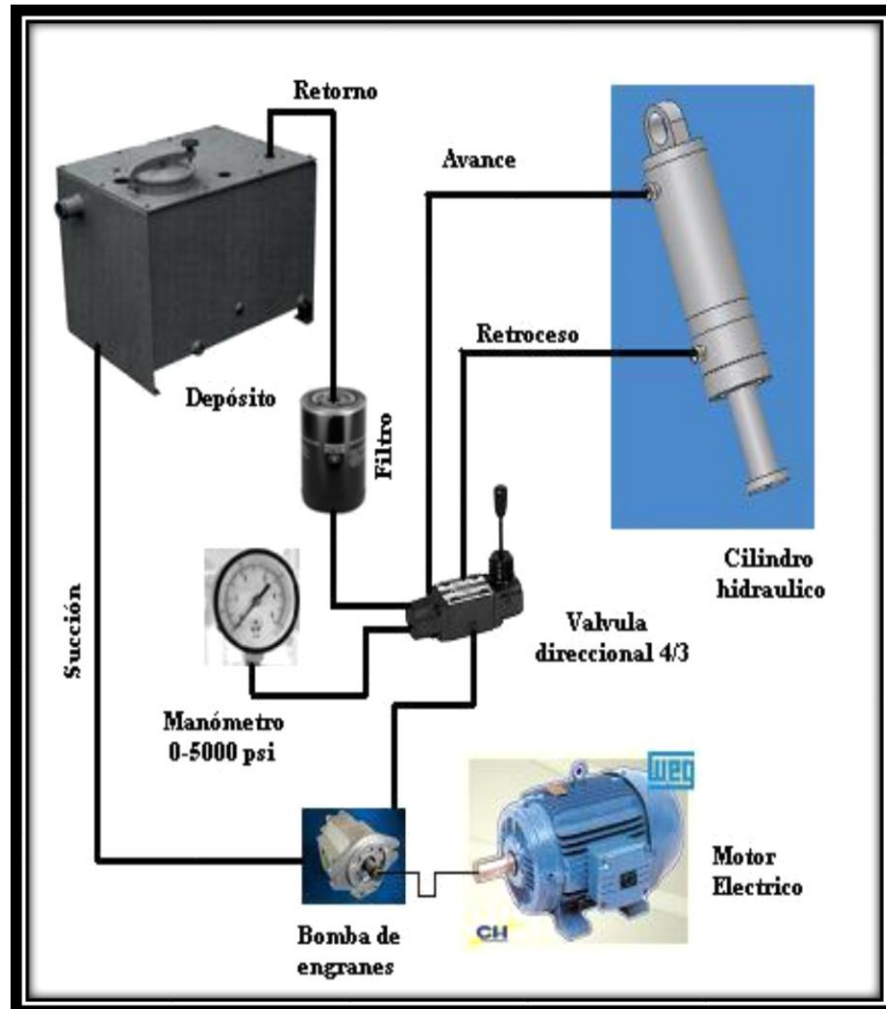 Retorno
Avance
Retroceso
Depósito
Filtro
Succión
Cilindro
hidraulico
Valvula
direccional 4/3
Manómetro
0-5000 psi
WEG
Motor
Electrico
CH
Bomba de
engranes